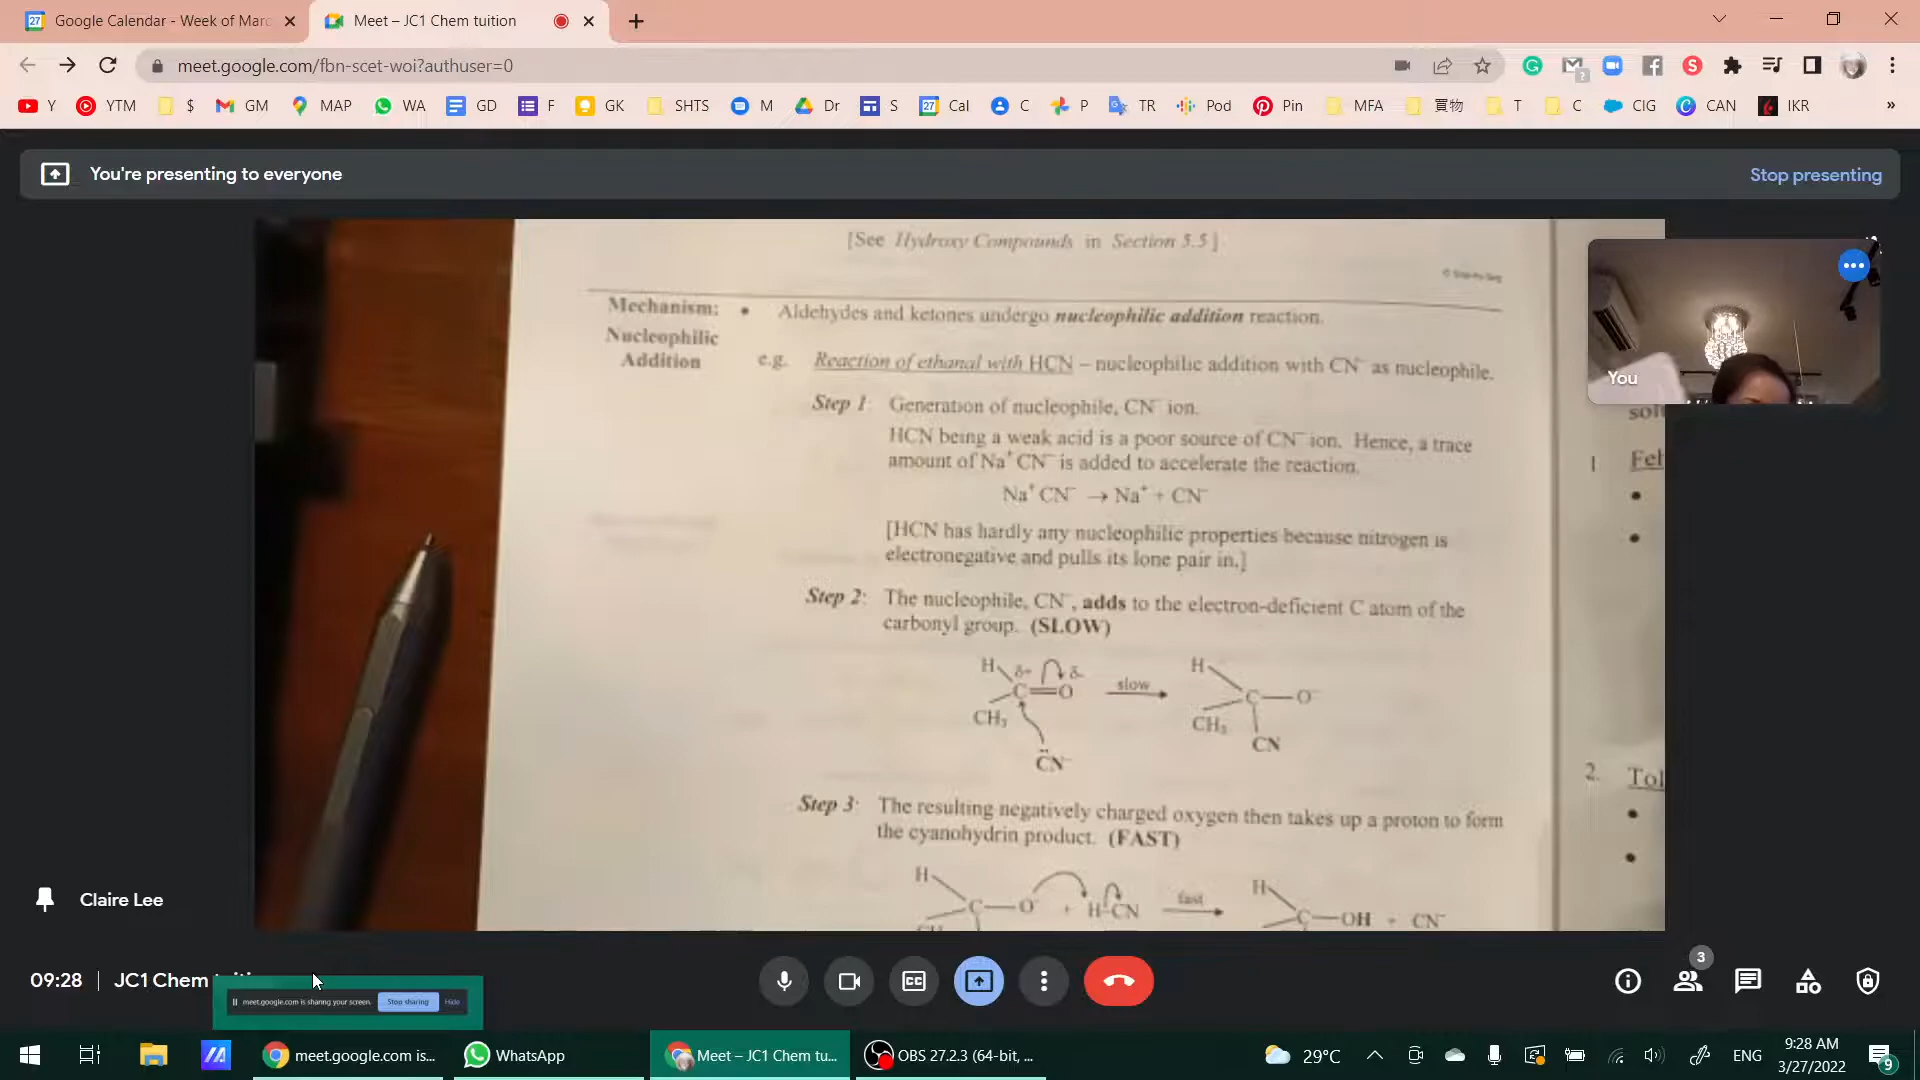 Google Calendar - Week of Marc
Meet – JC1 Chem tuition
meet.google.com/fbn-scet-woi?authuser=0
Y YTM $ GM MAP WA GD F GK SHTS M Dr S Cal C P TR Pod Pin MFA 買物 T C CIG CAN IKR »
You're presenting to everyone
Stop presenting
[See Hydroxy Compounds in Section 5.5]
Mechanism: • Aldehydes and ketones undergo nucleophilic addition reaction.
Nucleophilic
Addition
e.g. Reaction of ethanal with HCN – nucleophilic addition with CN⁻ as nucleophile.
Step 1: Generation of nucleophile, CN⁻ ion.
HCN being a weak acid is a poor source of CN⁻ ion. Hence, a trace
amount of Na⁺CN⁻ is added to accelerate the reaction.
Na⁺CN⁻ → Na⁺ + CN⁻
[HCN has hardly any nucleophilic properties because nitrogen is
electronegative and pulls its lone pair in.]
Step 2: The nucleophile, CN⁻, adds to the electron-deficient C atom of the
carbonyl group. (SLOW)
H δ+ δ- slow H
C=O C—O⁻
CH₃ CH₃
:CN⁻ CN
Step 3: The resulting negatively charged oxygen then takes up a proton to form
the cyanohydrin product. (FAST)
H fast H
C—O⁻ + H–CN C—OH + CN⁻
You
1
2.
Claire Lee
09:28 | JC1 Chem
meet.google.com is sharing your screen. Stop sharing Hide
3
meet.google.com is...
WhatsApp
Meet – JC1 Chem tu...
OBS 27.2.3 (64-bit, ...
29°C
ENG
9:28 AM
3/27/2022
9